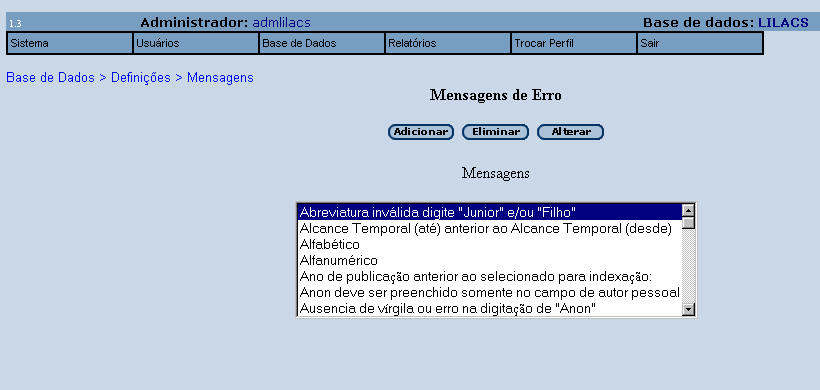 1.3 Administrador: admlilacs Base de dados: LILACS
Sistema Usuários Base de Dados Relatórios Trocar Perfil Sair
Base de Dados > Definições > Mensagens
Mensagens de Erro
Adicionar Eliminar Alterar
Mensagens
Abreviatura inválida digite "Junior" e/ou "Filho"
Alcance Temporal (até) anterior ao Alcance Temporal (desde)
Alfabético
Alfanumérico
Ano de publicação anterior ao selecionado para indexação:
Anon deve ser preenchido somente no campo de autor pessoal
Ausencia de vírgila ou erro na digitação de "Anon"